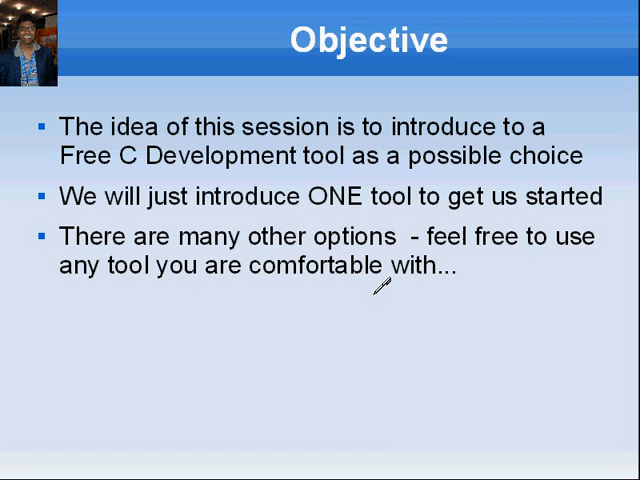 Objective
The idea of this session is to introduce to a
Free C Development tool as a possible choice
We will just introduce ONE tool to get us started
There are many other options - feel free to use
any tool you are comfortable with...